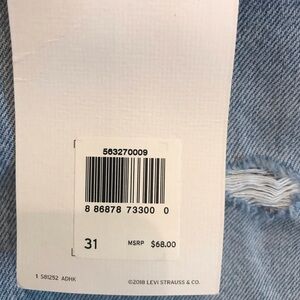 563270009
8 86878 73300 0
31 MSRP $68.00
1 581252 ADHK ©2018 LEVI STRAUSS & CO.